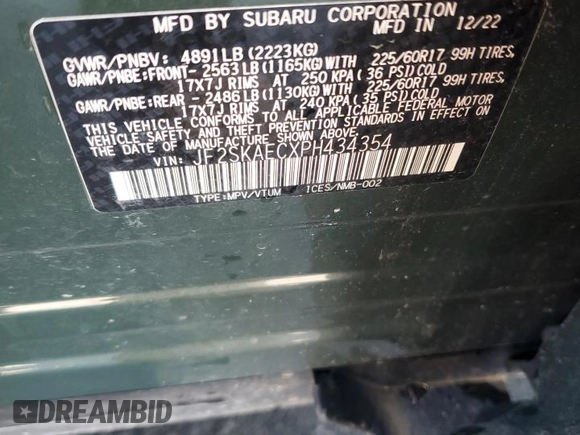 MFD BY SUBARU CORPORATION
MFD. IN 12/22
GVWR/PNBV: 4891LB(2223KG)
GAWR/PNBE:FRONT-2563LB(1165KG)WITH 225/60R17 99H TIRES,
17X7J RIMS AT 250 KPA(36 PSI)COLD
GAWR/PNBE:REAR -2486LB(1130KG)WITH 225/60R17 99H TIRES,
17X7J RIMS AT 240 KPA(35 PSI)COLD
THIS VEHICLE CONFORMS TO ALL APPLICABLE FEDERAL MOTOR
VEHICLE SAFETY AND THEFT PREVENTION STANDARDS IN EFFECT ON
THE DATE OF MANUFACTURE SHOWN ABOVE.
VIN: JF2SKAECXPH434354
TYPE:MPV/VTUM ICES/NMB-002
DREAMBID